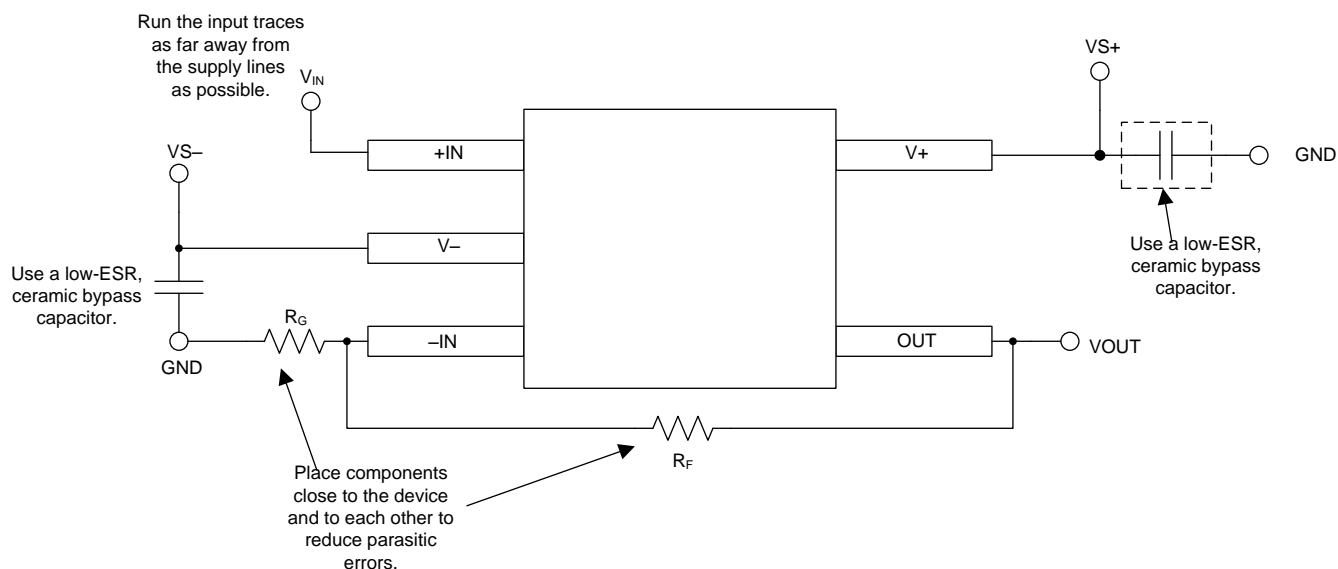 Run the input traces
as far away from
the supply lines
as possible.
VIN
VS+
VS–
+IN
V+
GND
V–
Use a low-ESR,
ceramic bypass
capacitor.
Use a low-ESR,
ceramic bypass
capacitor.
RG
–IN
OUT
VOUT
GND
RF
Place components
close to the device
and to each other to
reduce parasitic
errors.